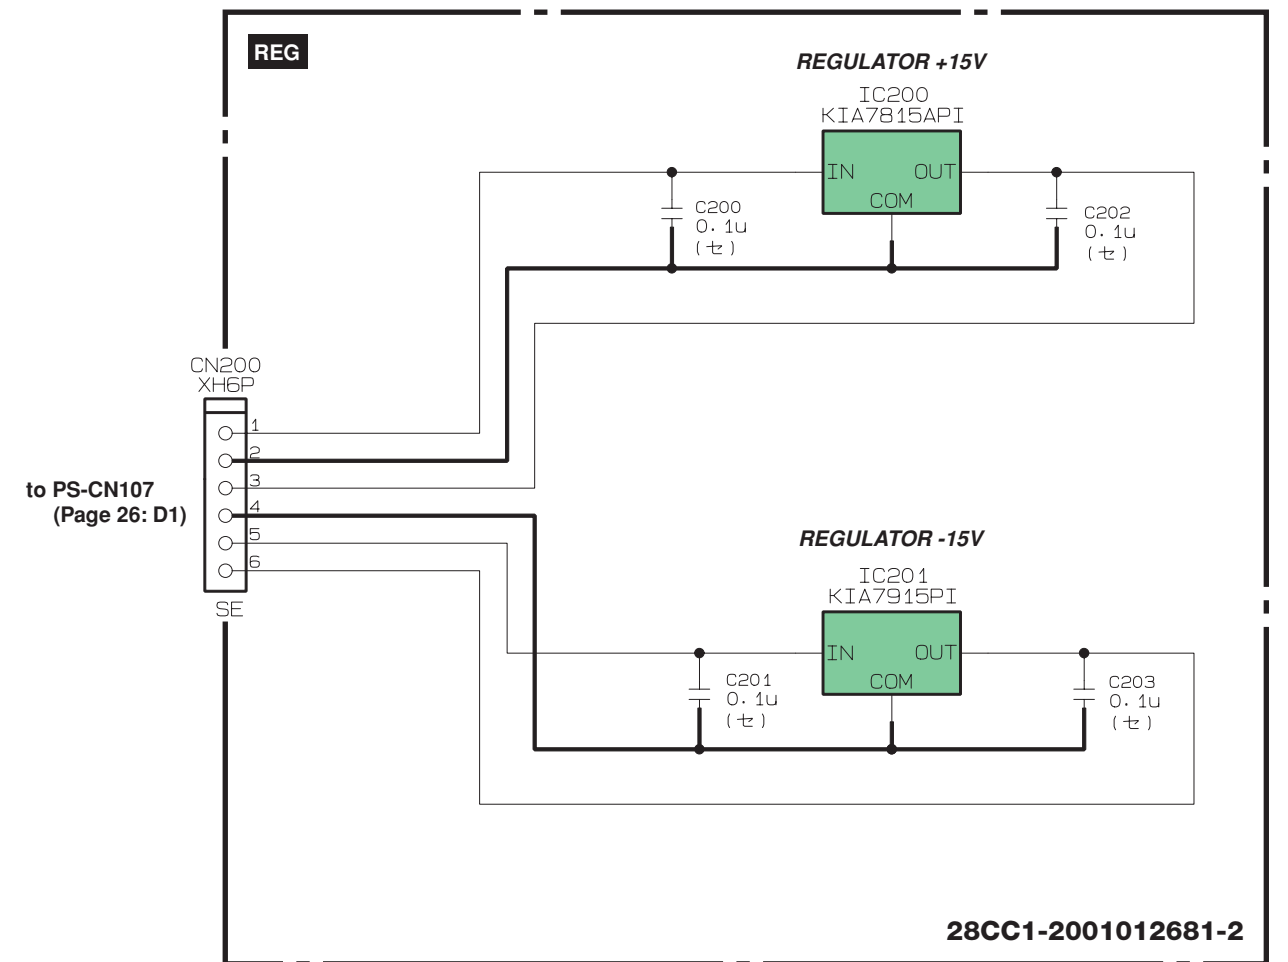 REG
REGULATOR +15V
IC200
KIA7815API
IN
OUT
COM
C200
0.1u
(セ)
C202
0.1u
(セ)
CN200
XH6P
1
2
3
4
5
6
to PS-CN107
(Page 26: D1)
SE
REGULATOR -15V
IC201
KIA7915PI
IN
OUT
COM
C201
0.1u
(セ)
C203
0.1u
(セ)
28CC1-2001012681-2